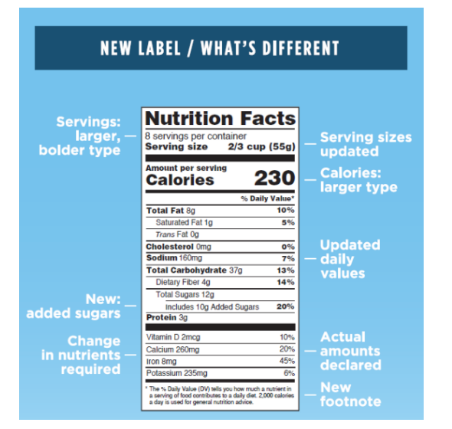 NEW LABEL / WHAT'S DIFFERENT
Servings:
larger,
bolder type
Nutrition Facts
8 servings per container
Serving size 2/3 cup (55g)
Serving sizes
updated
Amount per serving
Calories 230
Calories:
larger type
% Daily Value*
Total Fat 8g 10%
Saturated Fat 1g 5%
Trans Fat 0g
Cholesterol 0mg 0%
Sodium 160mg 7%
Total Carbohydrate 37g 13%
Dietary Fiber 4g 14%
Total Sugars 12g
Includes 10g Added Sugars 20%
Protein 3g
Updated
daily
values
New:
added sugars
Change
in nutrients
required
Vitamin D 2mcg 10%
Calcium 260mg 20%
Iron 8mg 45%
Potassium 235mg 6%
Actual
amounts
declared
* The % Daily Value (DV) tells you how much a nutrient in
a serving of food contributes to a daily diet. 2,000 calories
a day is used for general nutrition advice.
New
footnote